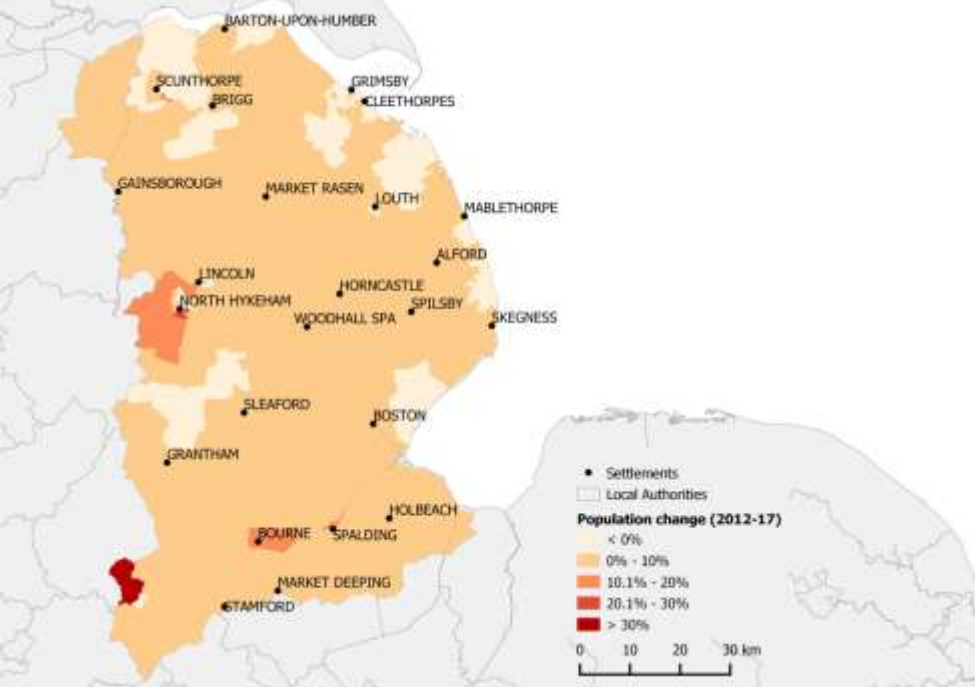 BARTON-UPON-HUMBER
SCUNTHORPE
GRIMSBY
BRIGG
CLEETHORPES
GAINSBOROUGH
MARKET RASEN
LOUTH
MABLETHORPE
ALFORD
LINCOLN
HORNCASTLE
NORTH HYKEHAM
SPILSBY
WOODHALL SPA
SKEGNESS
SLEAFORD
BOSTON
GRANTHAM
HOLBEACH
BOURNE
SPALDING
MARKET DEEPING
STAMFORD
Settlements
Local Authorities
Population change (2012-17)
< 0%
0% - 10%
10.1% - 20%
20.1% - 30%
> 30%
0 10 20 30 km